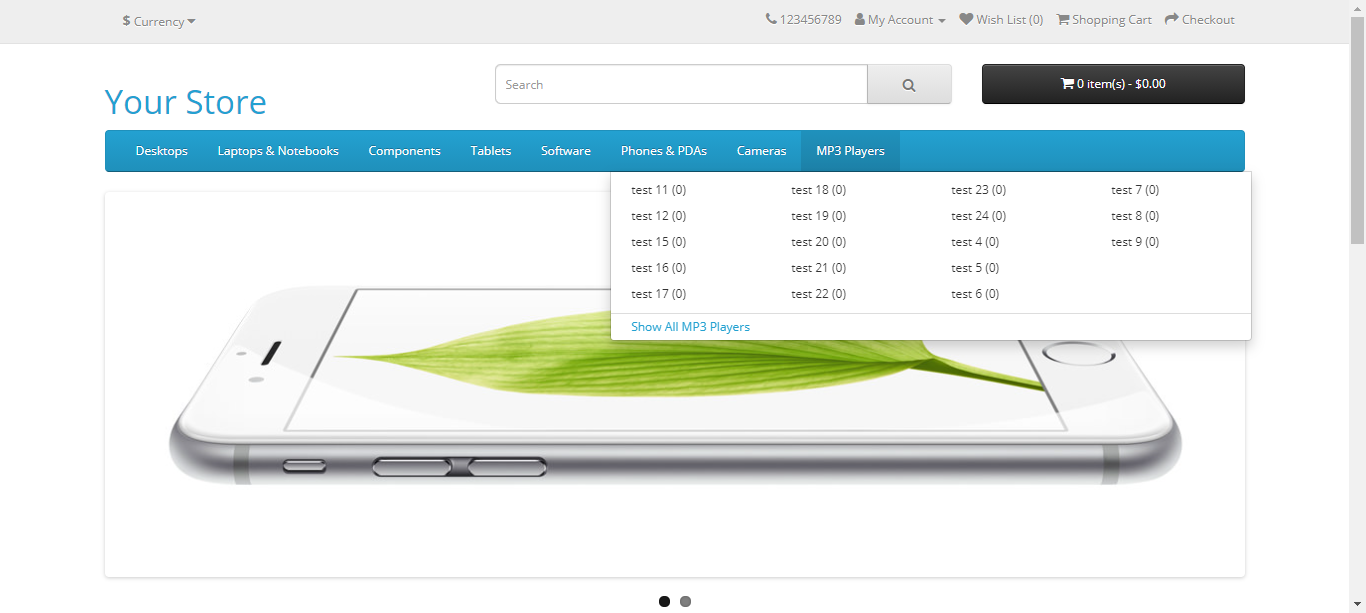 $ Currency
123456789 My Account Wish List (0) Shopping Cart Checkout
Your Store
Search
0 item(s) - $0.00
Desktops Laptops & Notebooks Components Tablets Software Phones & PDAs Cameras MP3 Players
test 11 (0) test 18 (0) test 23 (0) test 7 (0)
test 12 (0) test 19 (0) test 24 (0) test 8 (0)
test 15 (0) test 20 (0) test 4 (0) test 9 (0)
test 16 (0) test 21 (0) test 5 (0)
test 17 (0) test 22 (0) test 6 (0)
Show All MP3 Players